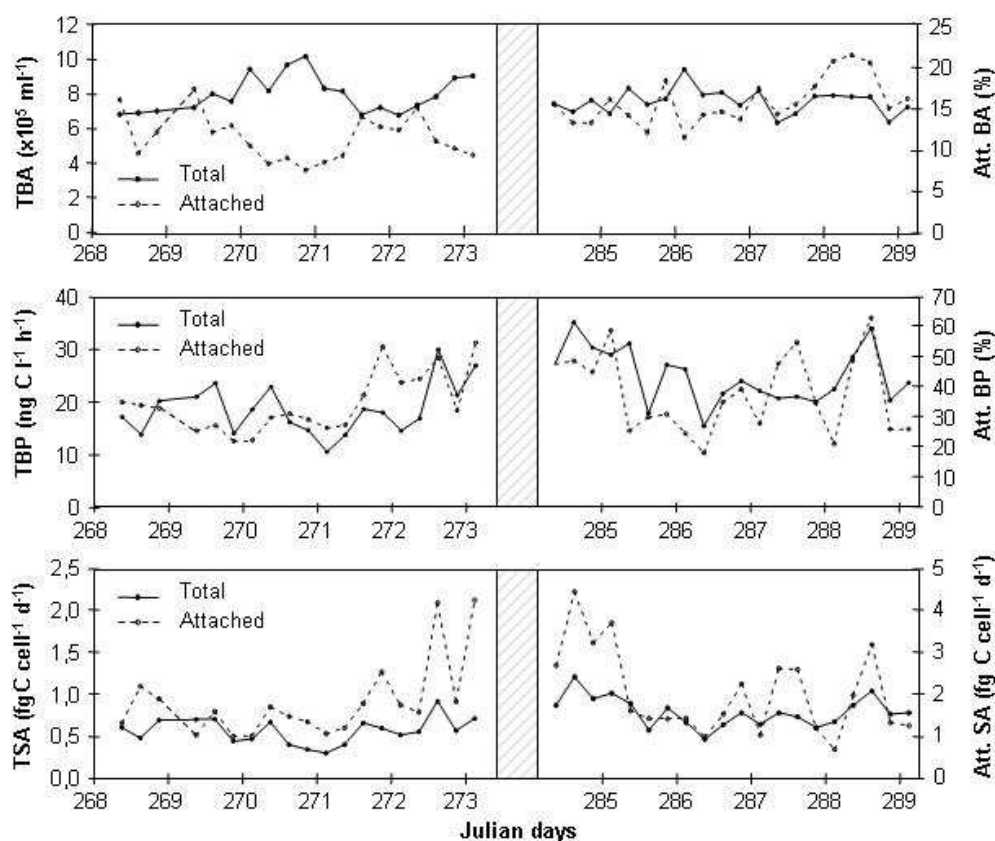 12
10
8
6
4
2
0
TBA (x10⁵ ml⁻¹)
Total
Attached
25
20
15
10
5
0
Att. BA (%)
268 269 270 271 272 273 285 286 287 288 289
40
30
20
10
0
TBP (ng C l⁻¹ h⁻¹)
Total
Attached
70
60
50
40
30
20
10
0
Att. BP (%)
268 269 270 271 272 273 285 286 287 288 289
2,5
2,0
1,5
1,0
0,5
0,0
TSA (fgC cell⁻¹ d⁻¹)
Total
Attached
5
4
3
2
1
0
Att. SA (fg C cell⁻¹ d⁻¹)
268 269 270 271 272 273 285 286 287 288 289
Julian days